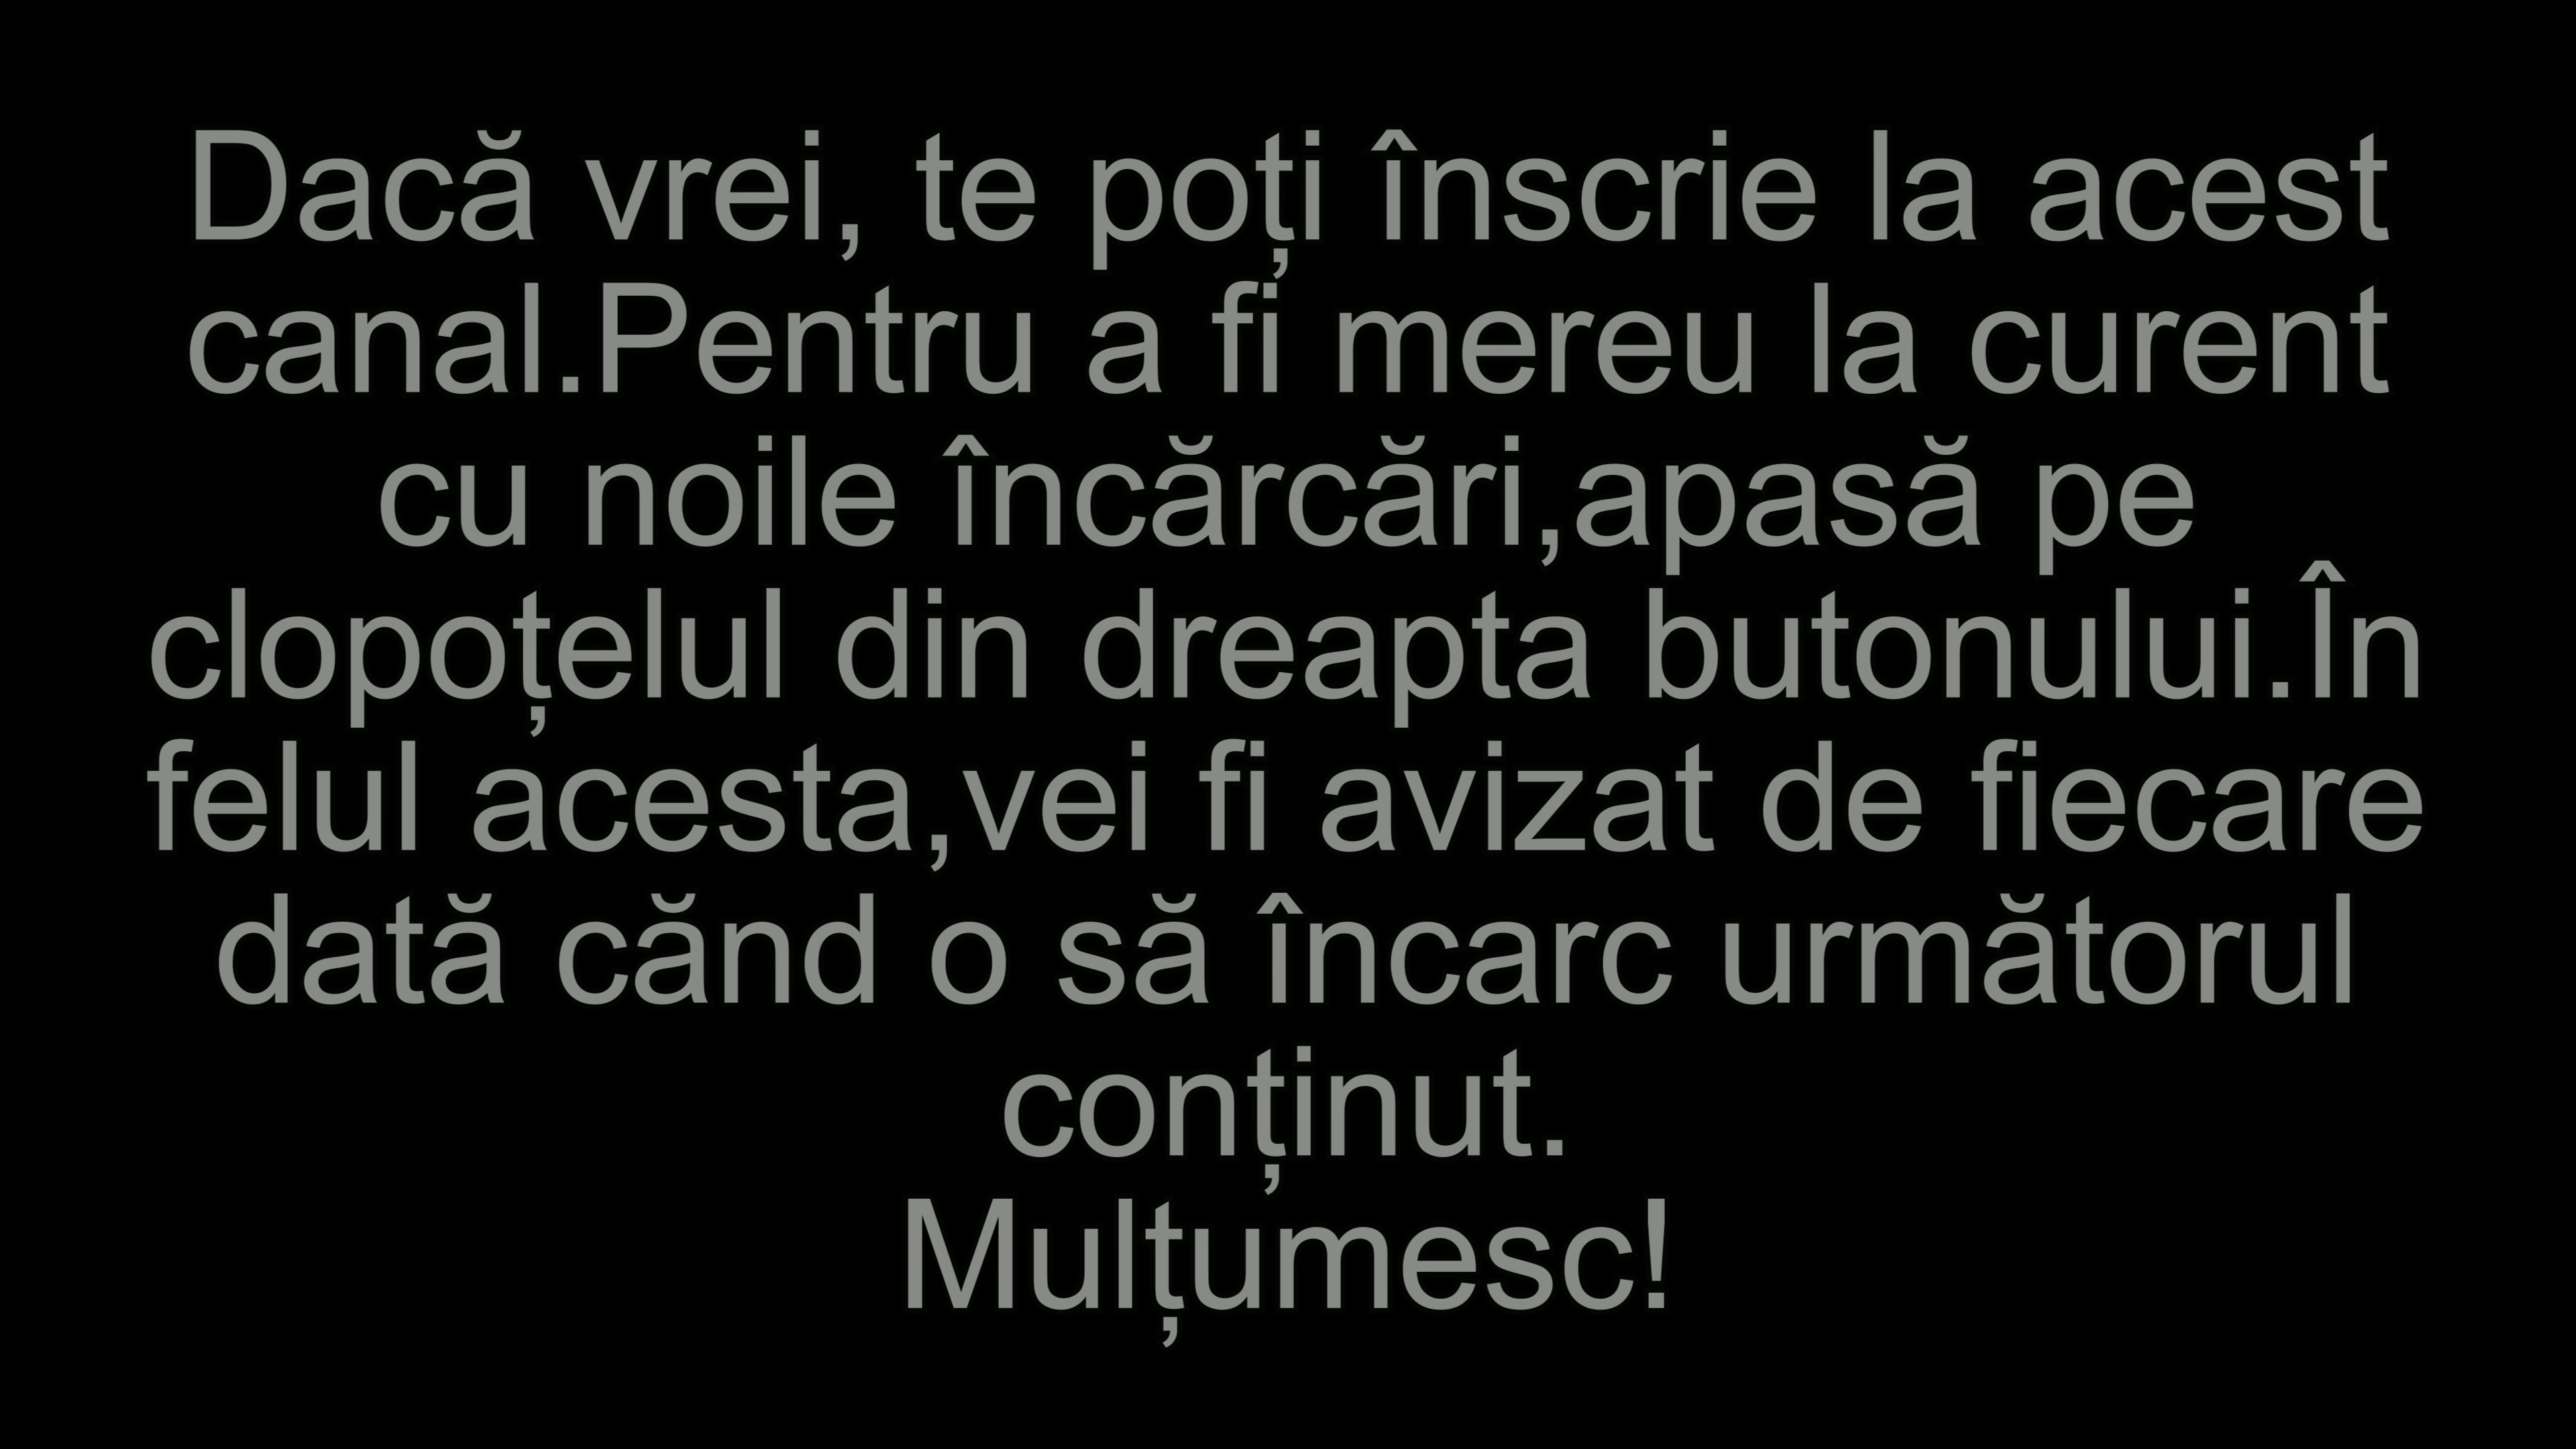 Dacă vrei, te poți înscrie la acest
canal.Pentru a fi mereu la curent
cu noile încărcări,apasă pe
clopoțelul din dreapta butonului.În
felul acesta,vei fi avizat de fiecare
dată cănd o să încarc următorul
conținut.
Mulțumesc!